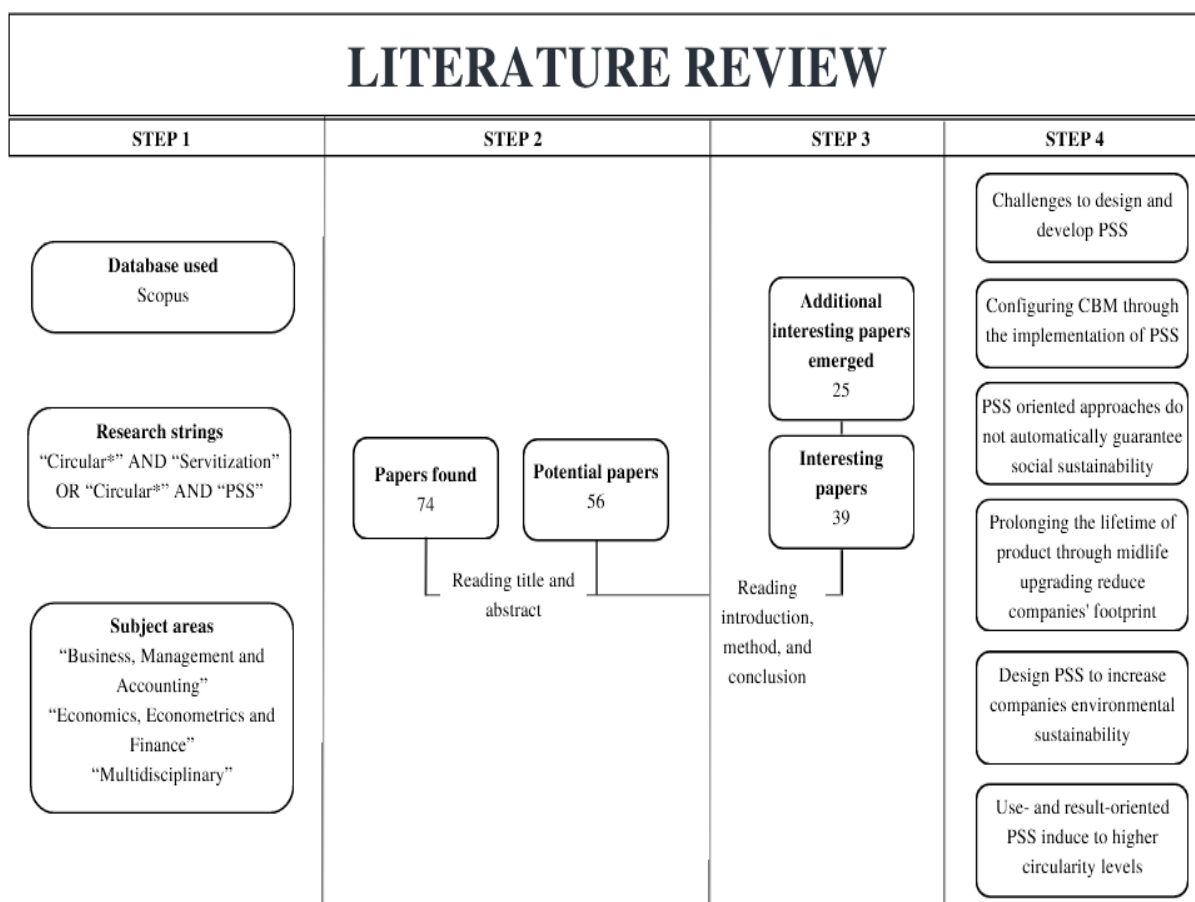 LITERATURE REVIEW
STEP 1
STEP 2
STEP 3
STEP 4
Database used
Scopus
Research strings
“Circular*” AND “Servitization”
OR “Circular*” AND “PSS”
Subject areas
“Business, Management and
Accounting”
“Economics, Econometrics and
Finance”
“Multidisciplinary”
Papers found
74
Potential papers
56
Reading title and
abstract
Additional
interesting papers
emerged
25
Interesting
papers
39
Reading
introduction,
method, and
conclusion
Challenges to design and
develop PSS
Configuring CBM through
the implementation of PSS
PSS oriented approaches do
not automatically guarantee
social sustainability
Prolonging the lifetime of
product through midlife
upgrading reduce
companies' footprint
Design PSS to increase
companies environmental
sustainability
Use- and result-oriented
PSS induce to higher
circularity levels